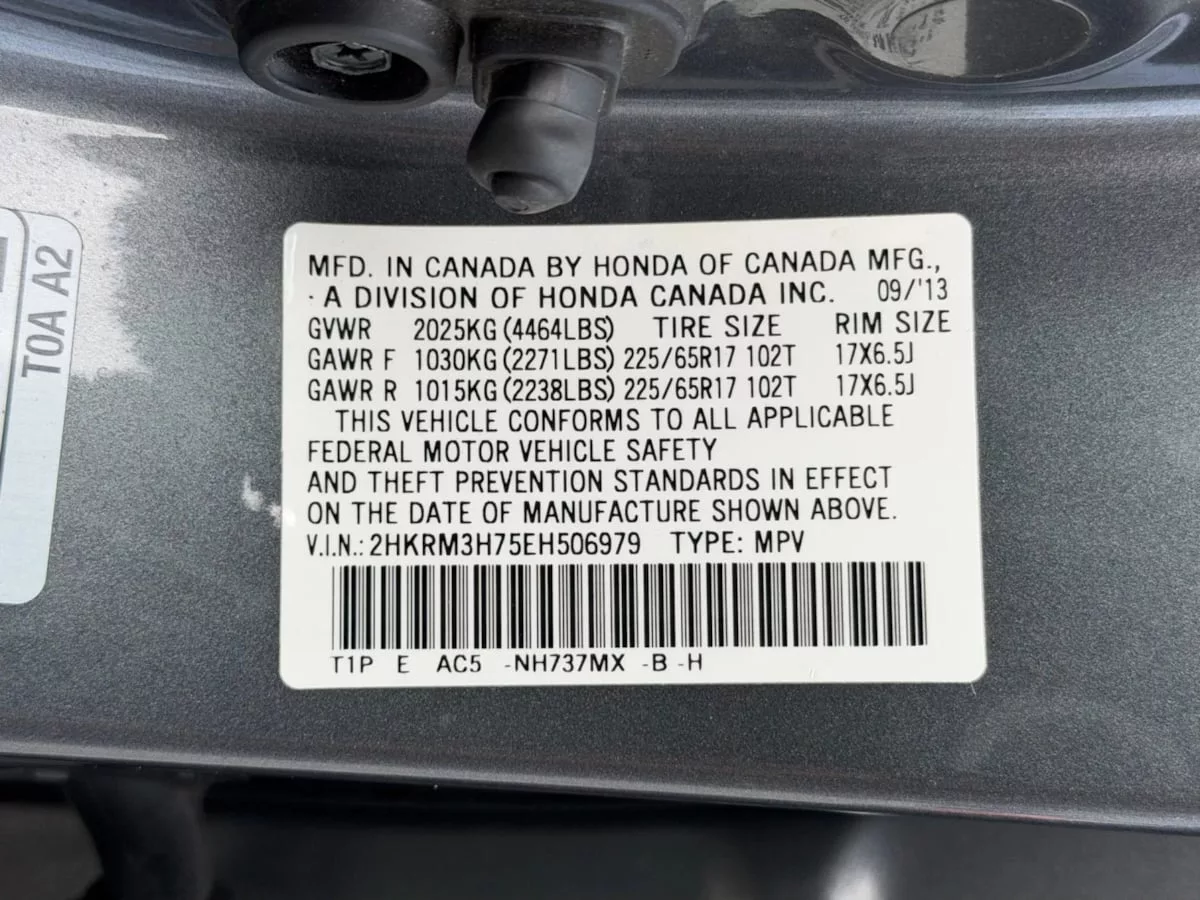 T0A A2
MFD. IN CANADA BY HONDA OF CANADA MFG.,
A DIVISION OF HONDA CANADA INC. 09/'13
GVWR 2025KG (4464LBS) TIRE SIZE RIM SIZE
GAWR F 1030KG (2271LBS) 225/65R17 102T 17X6.5J
GAWR R 1015KG (2238LBS) 225/65R17 102T 17X6.5J
THIS VEHICLE CONFORMS TO ALL APPLICABLE
FEDERAL MOTOR VEHICLE SAFETY
AND THEFT PREVENTION STANDARDS IN EFFECT
ON THE DATE OF MANUFACTURE SHOWN ABOVE.
V.I.N.: 2HKRM3H75EH506979 TYPE: MPV
T1P E AC5 -NH737MX -B -H